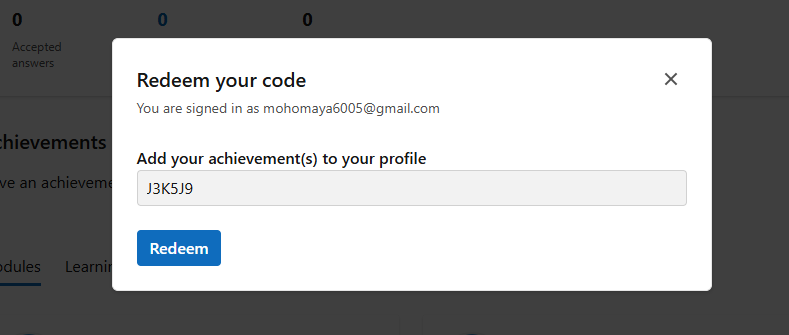 0 0 0
Accepted
answers
Redeem your code
You are signed in as mohomaya6005@gmail.com
chievements
Add your achievement(s) to your profile
ve an achieveme
J3K5J9
Redeem
odules Learnin